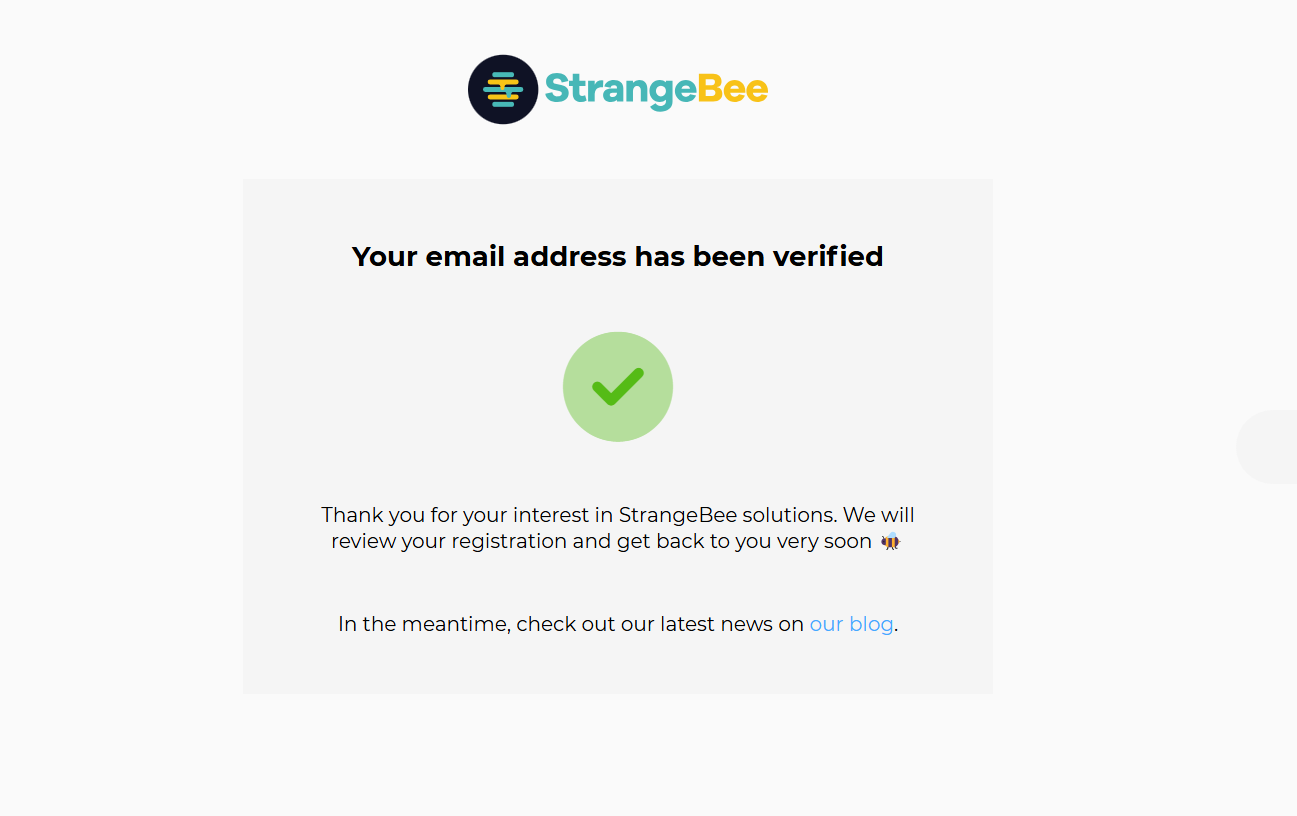 StrangeBee
Your email address has been verified
Thank you for your interest in StrangeBee solutions. We will
review your registration and get back to you very soon 🐝
In the meantime, check out our latest news on our blog.